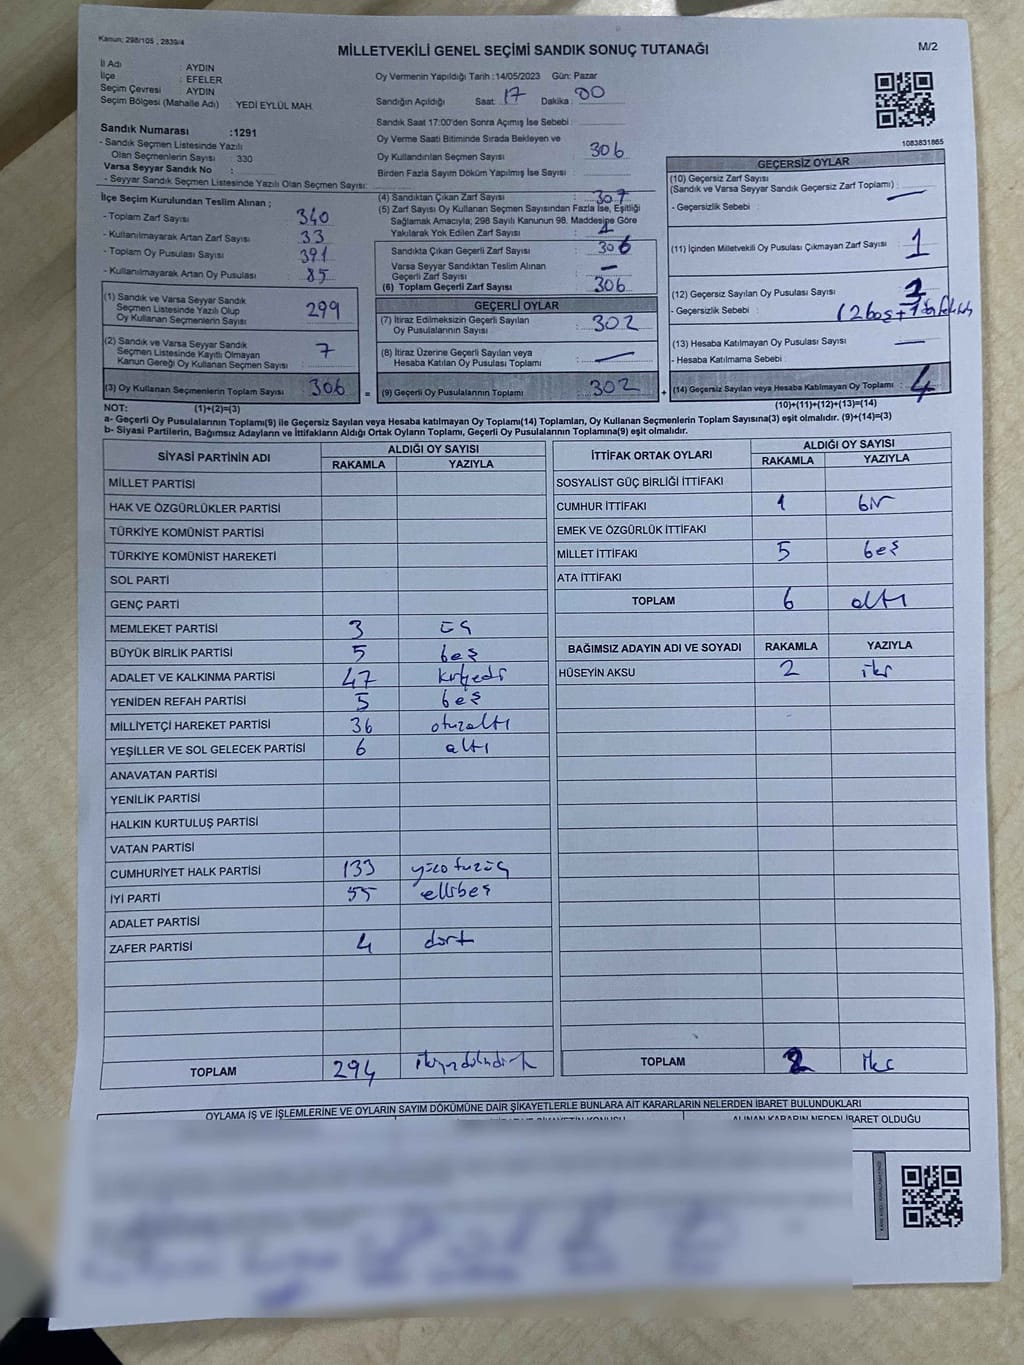 Kanun; 298/105 , 2839/4
MİLLETVEKİLİ GENEL SEÇİMİ SANDIK SONUÇ TUTANAĞI
M/2
İl Adı : AYDIN
İlçe : EFELER
Seçim Çevresi : AYDIN
Seçim Bölgesi (Mahalle Adı) : YEDİ EYLÜL MAH.
Sandık Numarası :1291
- Sandık Seçmen Listesinde Yazılı
Olan Seçmenlerin Sayısı : 330
Varsa Seyyar Sandık No :
- Seyyar Sandık Seçmen Listesinde Yazılı Olan Seçmen Sayısı:
Oy Vermenin Yapıldığı Tarih :14/05/2023 Gün: Pazar
Sandığın Açıldığı Saat: 17 Dakika : 00
Sandık Saat 17:00'den Sonra Açımış İse Sebebi :
Oy Verme Saati Bitiminde Sırada Bekleyen ve
Oy Kullandırılan Seçmen Sayısı : 306
Birden Fazla Sayım Döküm Yapılmış İse Sayısı :
1083831865
İlçe Seçim Kurulundan Teslim Alınan ;
- Toplam Zarf Sayısı : 340
- Kullanılmayarak Artan Zarf Sayısı : 33
- Toplam Oy Pusulası Sayısı : 391
- Kullanılmayarak Artan Oy Pusulası : 85
(1) Sandık ve Varsa Seyyar Sandık
Seçmen Listesinde Yazılı Olup
Oy Kullanan Seçmenlerin Sayısı : 299
(2) Sandık ve Varsa Seyyar Sandık
Seçmen Listesinde Kayıtlı Olmayan
Kanun Gereği Oy Kullanan Seçmen Sayısı : 7
(3) Oy Kullanan Seçmenlerin Toplam Sayısı : 306 =
(4) Sandıktan Çıkan Zarf Sayısı : 307
(5) Zarf Sayısı Oy Kullanan Seçmen Sayısından Fazla İse, Eşitliği
Sağlamak Amacıyla; 298 Sayılı Kanunun 98. Maddesine Göre
Yakılarak Yok Edilen Zarf Sayısı : 1
Sandıkta Çıkan Geçerli Zarf Sayısı : 306
Varsa Seyyar Sandıktan Teslim Alınan
Geçerli Zarf Sayısı : —
(6) Toplam Geçerli Zarf Sayısı : 306
GEÇERLİ OYLAR
(7) İtiraz Edilmeksizin Geçerli Sayılan
Oy Pusulalarının Sayısı : 302
(8) İtiraz Üzerine Geçerli Sayılan veya
Hesaba Katılan Oy Pusulası Toplamı : —
(9) Geçerli Oy Pusulalarının Toplamı : 302 +
GEÇERSİZ OYLAR
(10) Geçersiz Zarf Sayısı
(Sandık ve Varsa Seyyar Sandık Geçersiz Zarf Toplamı) : —
- Geçersizlik Sebebi :
(11) İçinden Milletvekili Oy Pusulası Çıkmayan Zarf Sayısı : 1
(12) Geçersiz Sayılan Oy Pusulası Sayısı :
- Geçersizlik Sebebi : (2 boş +
(13) Hesaba Katılmayan Oy Pusulası Sayısı : —
- Hesaba Katılmama Sebebi :
(14) Geçersiz Sayılan veya Hesaba Katılmayan Oy Toplamı : 4
(10)+(11)+(12)+(13)=(14)
NOT: (1)+(2)=(3)
a- Geçerli Oy Pusulalarının Toplamı(9) ile Geçersiz Sayılan veya Hesaba katılmayan Oy Toplamı(14) Toplamları, Oy Kullanan Seçmenlerin Toplam Sayısına(3) eşit olmalıdır. (9)+(14)=(3)
b- Siyasi Partilerin, Bağımsız Adayların ve İttifakların Aldığı Ortak Oyların Toplamı, Geçerli Oy Pusulalarının Toplamına(9) eşit olmalıdır.
SİYASİ PARTİNİN ADI ALDIĞI OY SAYISI
RAKAMLA YAZIYLA
MİLLET PARTİSİ
HAK VE ÖZGÜRLÜKLER PARTİSİ
TÜRKİYE KOMÜNİST PARTİSİ
TÜRKİYE KOMÜNİST HAREKETİ
SOL PARTİ
GENÇ PARTİ
MEMLEKET PARTİSİ 3 üç
BÜYÜK BİRLİK PARTİSİ 5 beş
ADALET VE KALKINMA PARTİSİ 47 kırkyedi
YENİDEN REFAH PARTİSİ 5 beş
MİLLİYETÇİ HAREKET PARTİSİ 36 otuzaltı
YEŞİLLER VE SOL GELECEK PARTİSİ 6 altı
ANAVATAN PARTİSİ
YENİLİK PARTİSİ
HALKIN KURTULUŞ PARTİSİ
VATAN PARTİSİ
CUMHURİYET HALK PARTİSİ 133 yüzotuzüç
İYİ PARTİ 55 ellibeş
ADALET PARTİSİ
ZAFER PARTİSİ 4 dört
TOPLAM 294 ikiyüzdoksandört
İTTİFAK ORTAK OYLARI ALDIĞI OY SAYISI
RAKAMLA YAZIYLA
SOSYALİST GÜÇ BİRLİĞİ İTTİFAKI
CUMHUR İTTİFAKI 1 bir
EMEK VE ÖZGÜRLÜK İTTİFAKI
MİLLET İTTİFAKI 5 beş
ATA İTTİFAKI
TOPLAM 6 altı
BAĞIMSIZ ADAYIN ADI VE SOYADI RAKAMLA YAZIYLA
HÜSEYİN AKSU 2 iki
TOPLAM 2 iki
OYLAMA İŞ VE İŞLEMLERİNE VE OYLARIN SAYIM DÖKÜMÜNE DAİR ŞİKAYETLERLE BUNLARA AİT KARARLARIN NELERDEN İBARET BULUNDUKLARI
ALINAN KARARIN NEDEN İBARET OLDUĞU